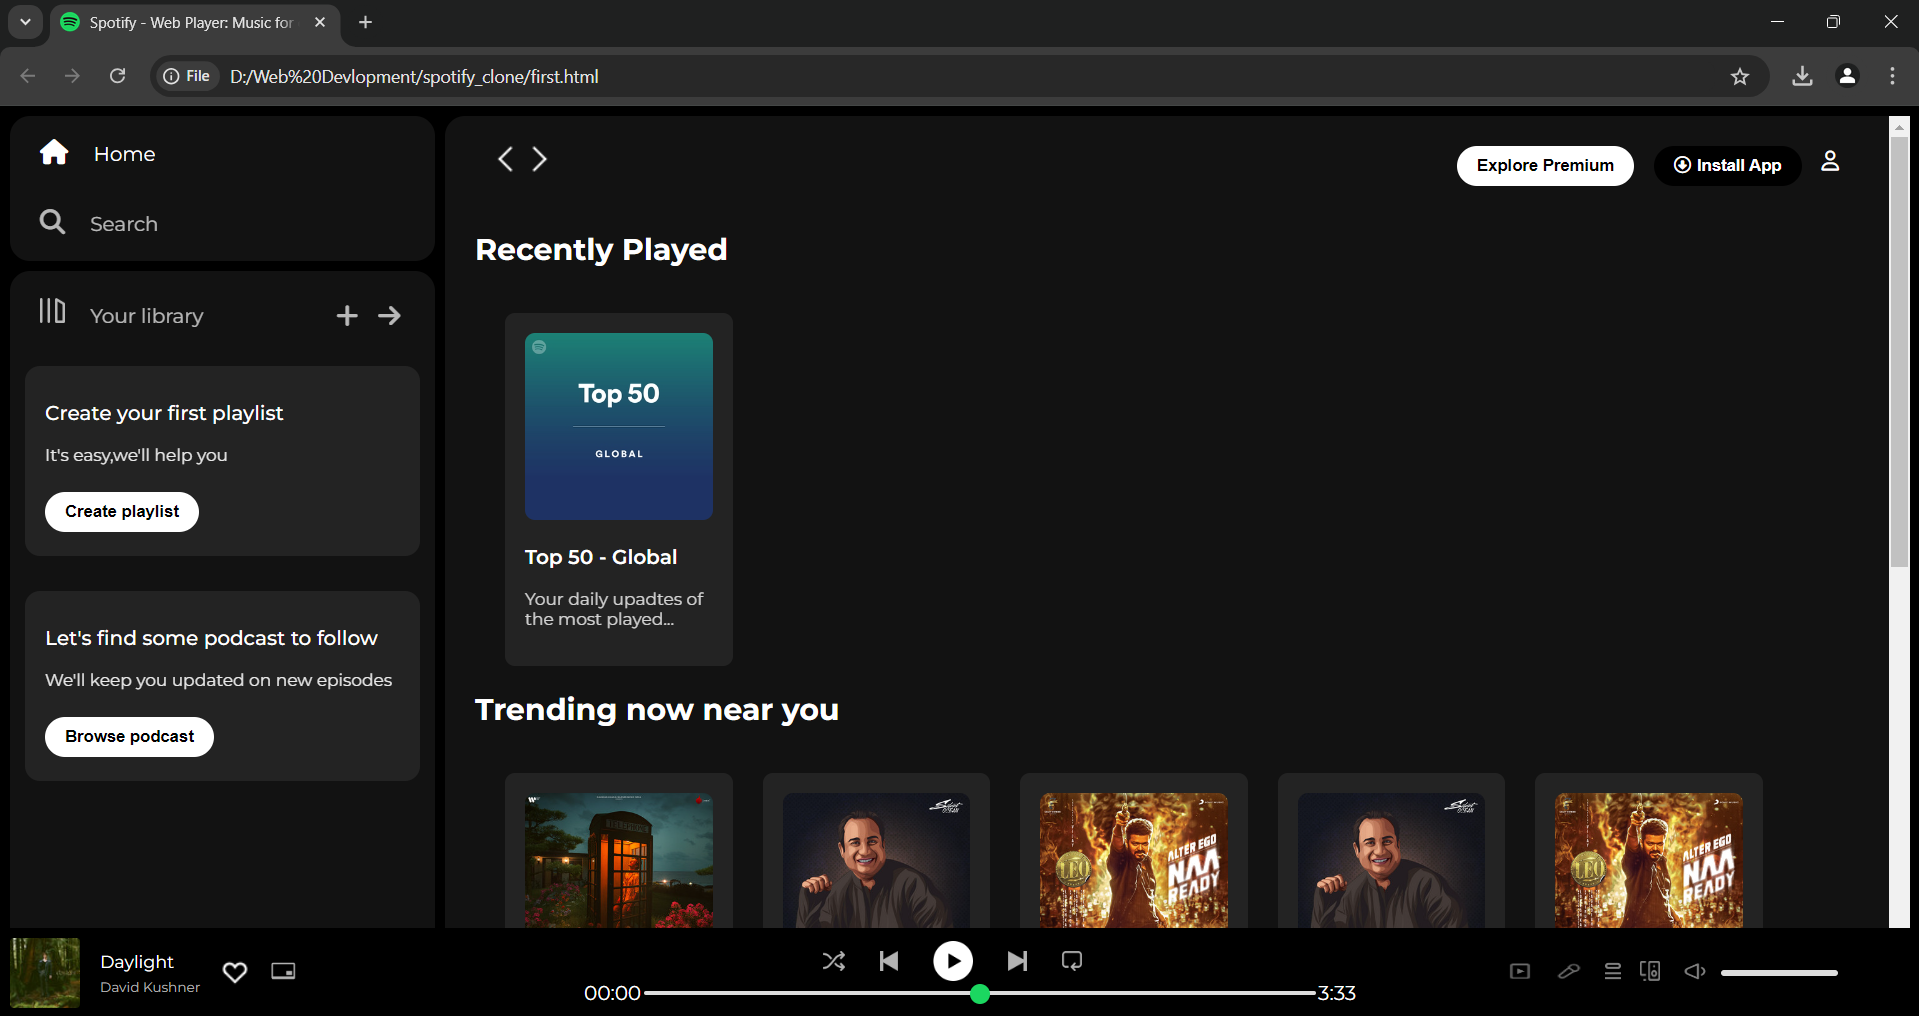 Spotify - Web Player: Music for
File
D:/Web%20Devlopment/spotify_clone/first.html
Home
Search
Your library
Create your first playlist
It's easy,we'll help you
Create playlist
Let's find some podcast to follow
We'll keep you updated on new episodes
Browse podcast
Explore Premium
Install App
Recently Played
Top 50
GLOBAL
Top 50 - Global
Your daily upadtes of
the most played...
Trending now near you
TELEPHONE
LEO
ALTER EGO
NAA
READY
LEO
ALTER EGO
NAA
READY
Daylight
David Kushner
00:00
3:33